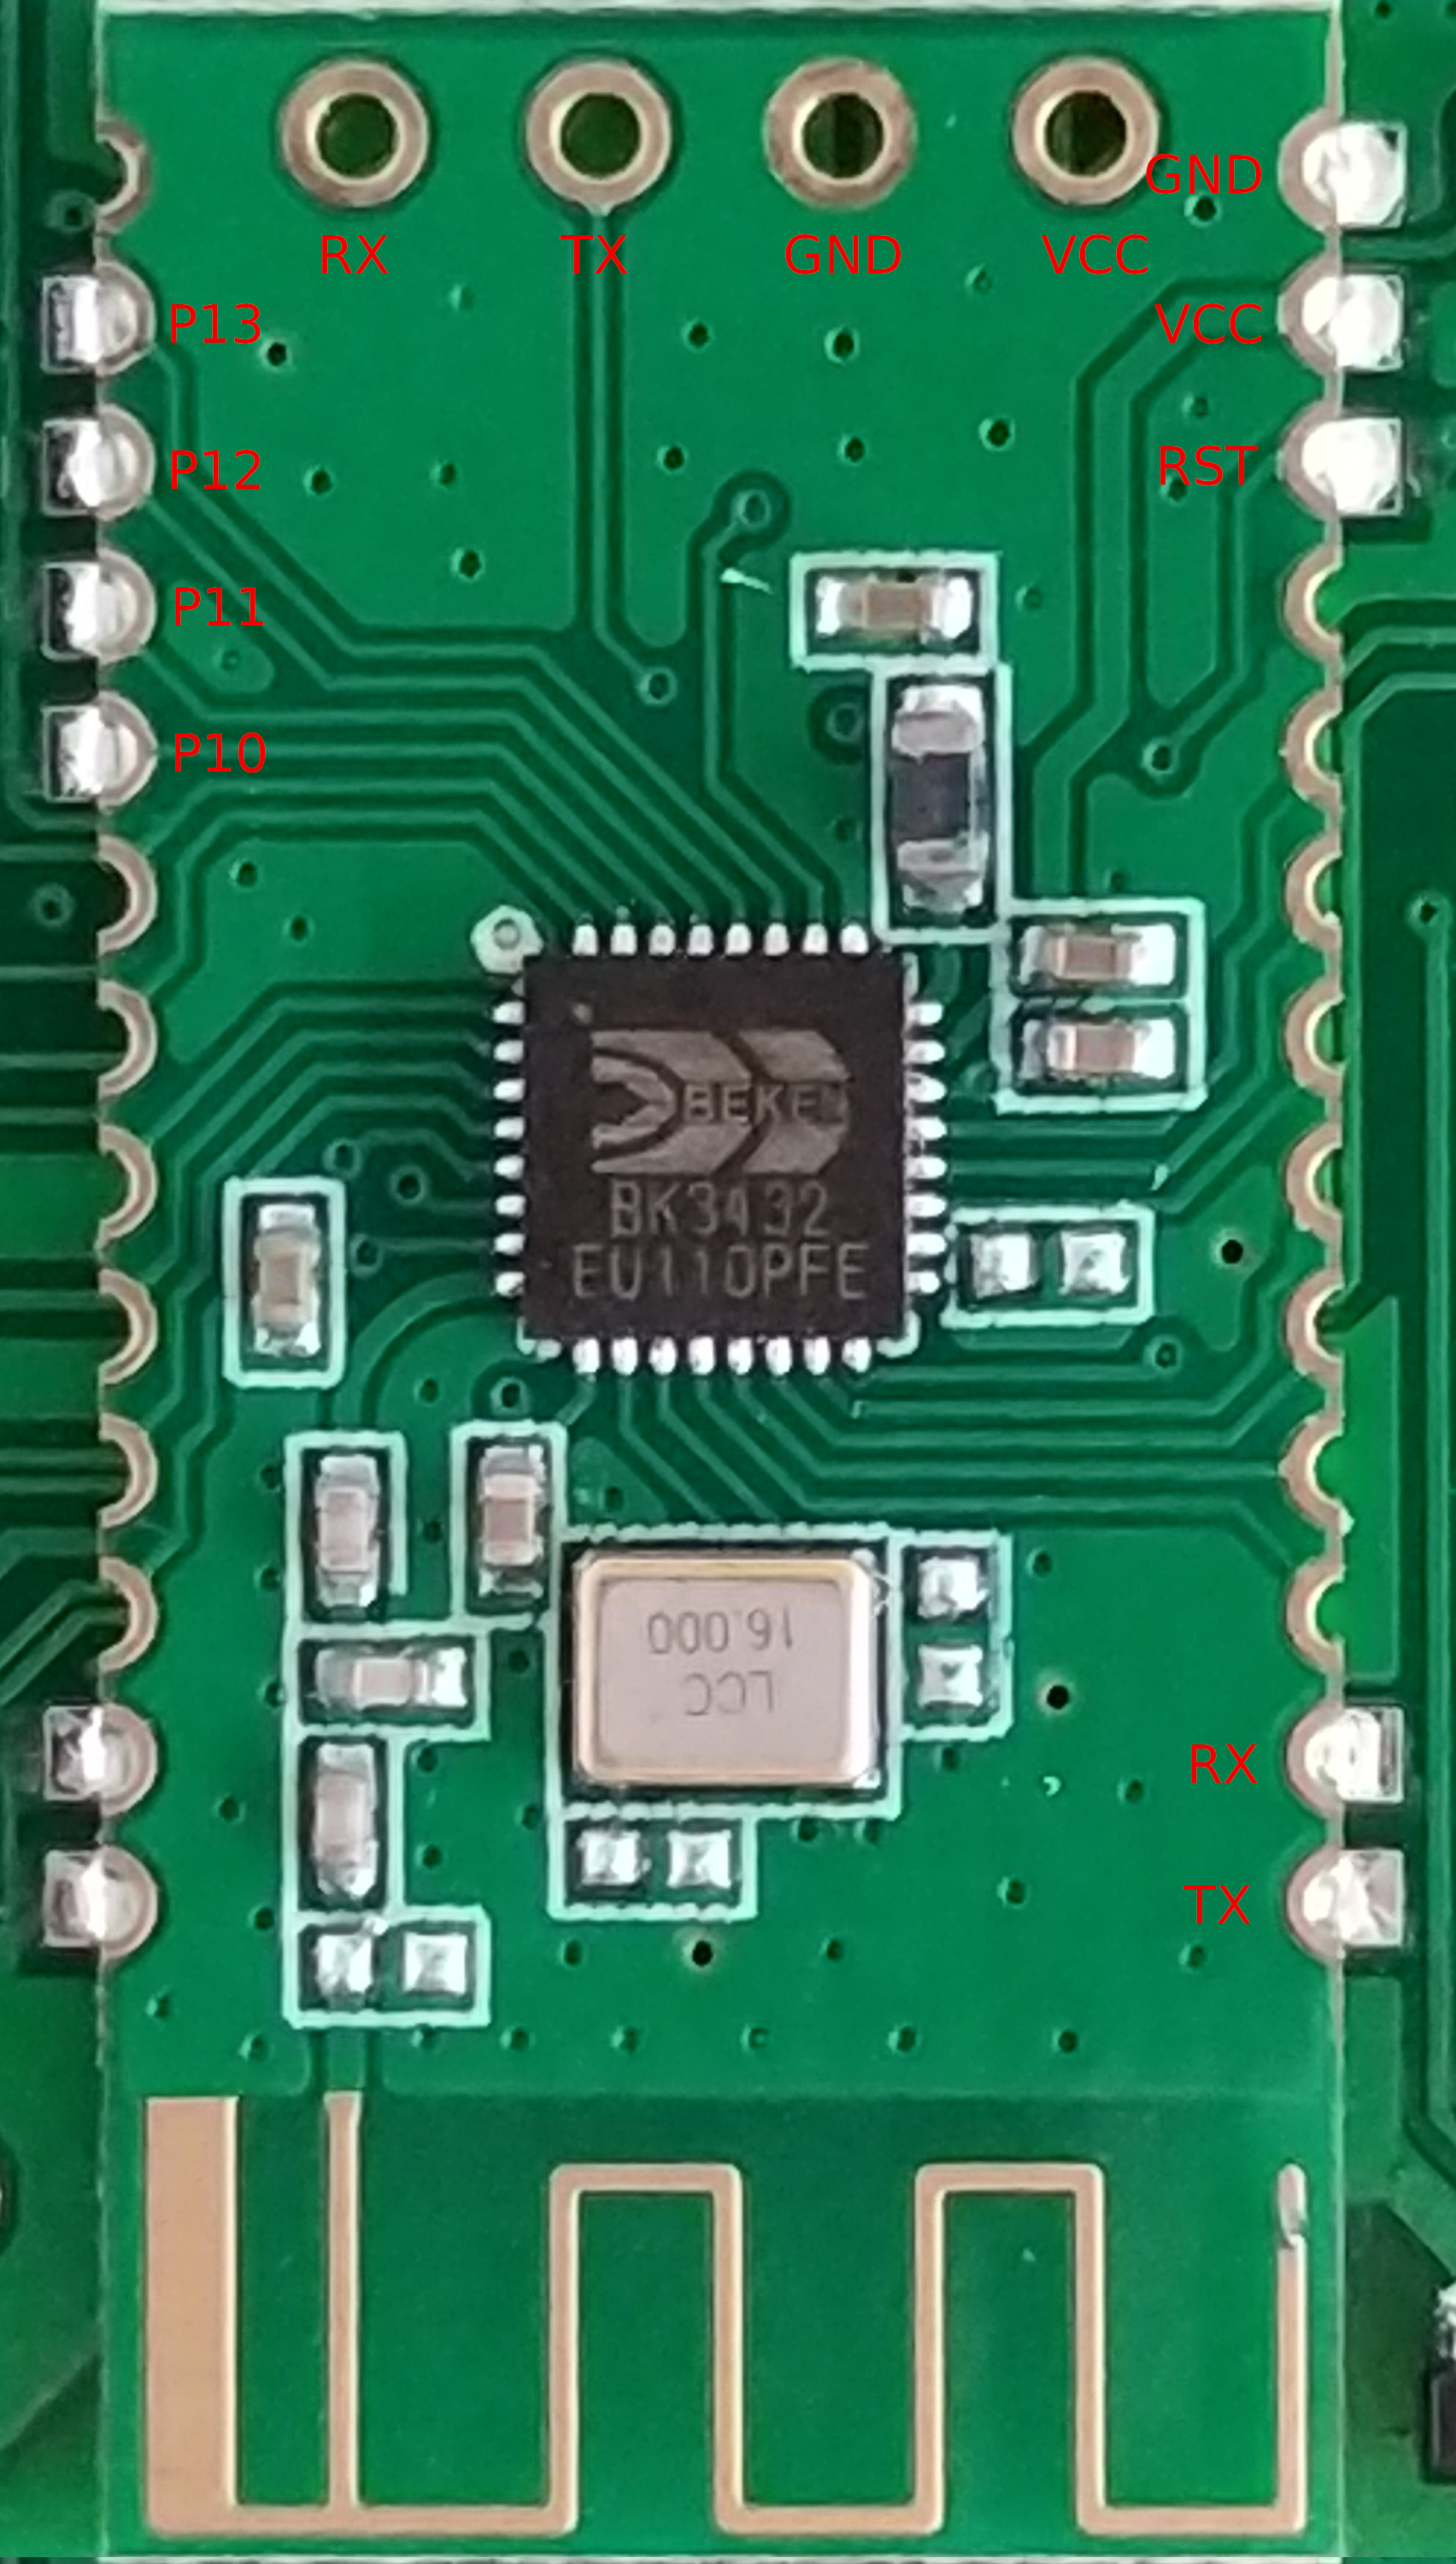 GND
RX TX GND VCC
P13 VCC
P12 RST
P11
P10
BEKEN
BK3432
EU110PFE
16.000
LCC
RX
TX